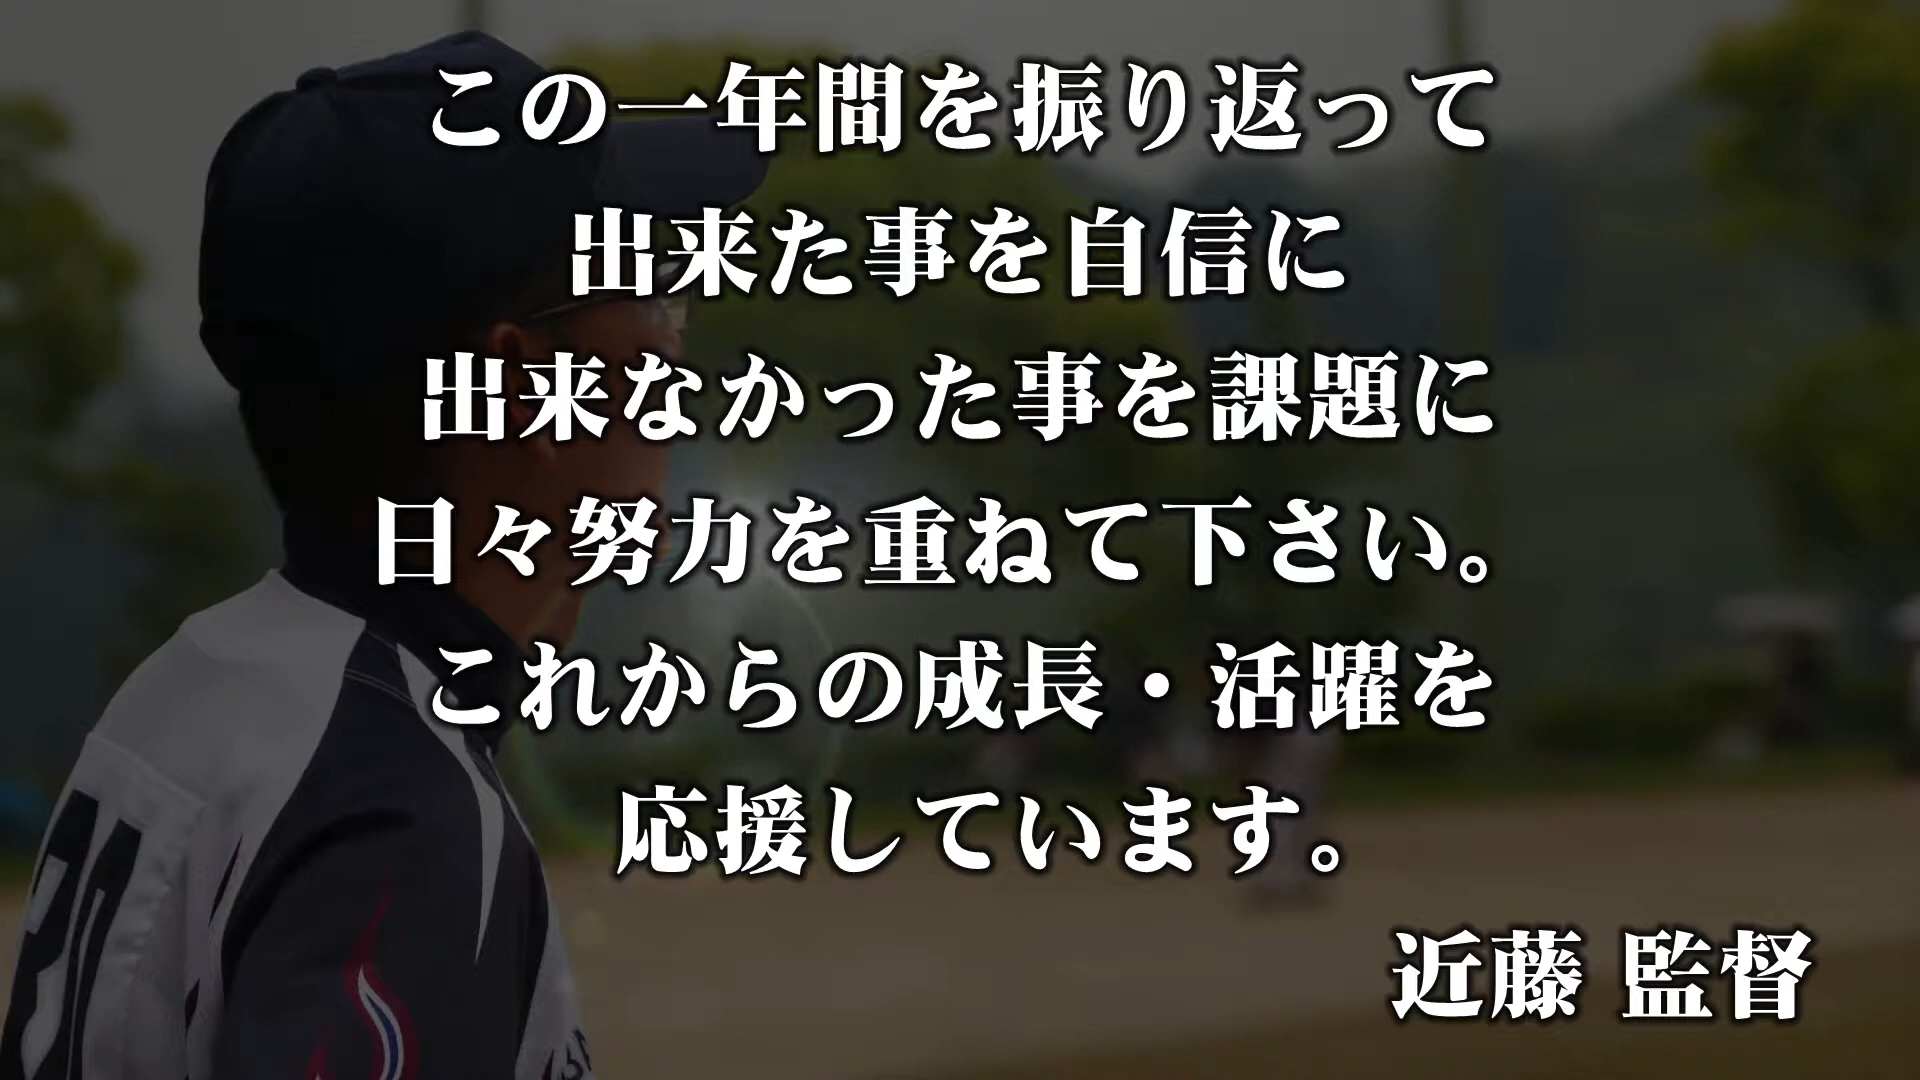 この一年間を振り返って
出来た事を自信に
出来なかった事を課題に
日々努力を重ねて下さい。
これからの成長・活躍を
応援しています。
近藤 監督
30